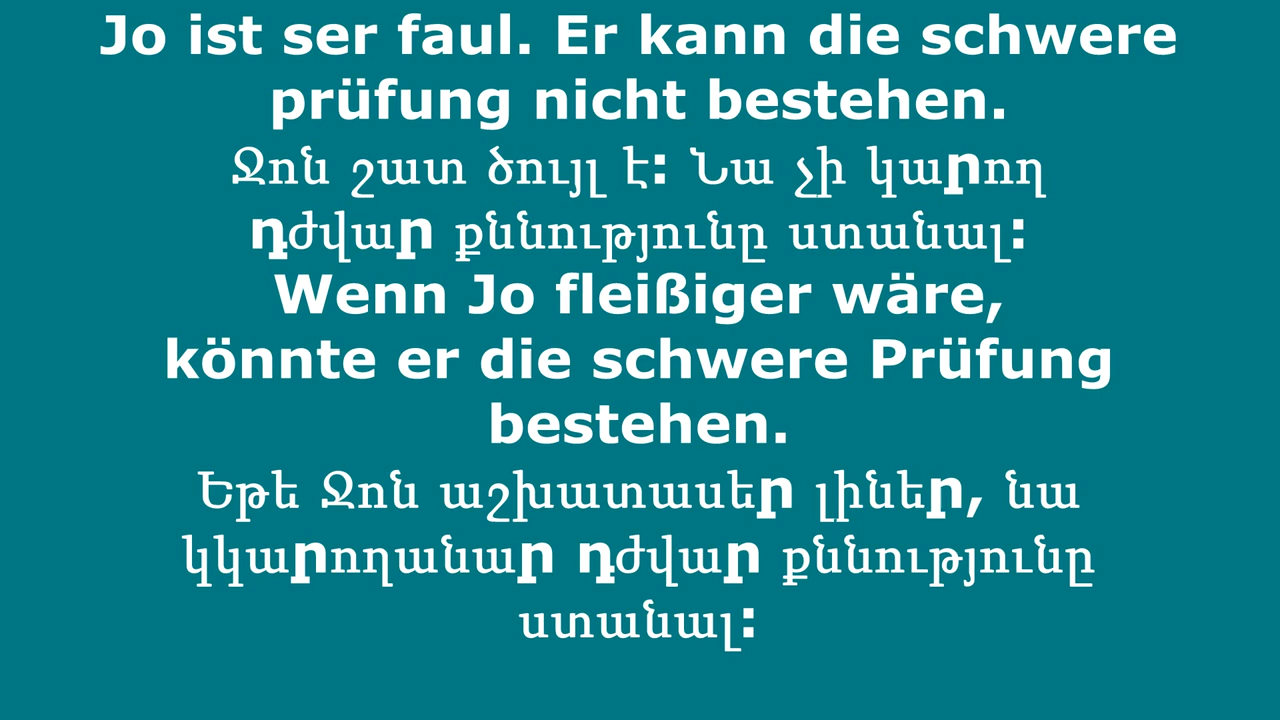 Jo ist ser faul. Er kann die schwere
prüfung nicht bestehen.
Ջոն շատ ծույլ է: Նա չի կարող
դժվար քննությունը ստանալ:
Wenn Jo fleißiger wäre,
könnte er die schwere Prüfung
bestehen.
Եթե Ջոն աշխատասեր լիներ, նա
կկարողանար դժվար քննությունը
ստանալ: